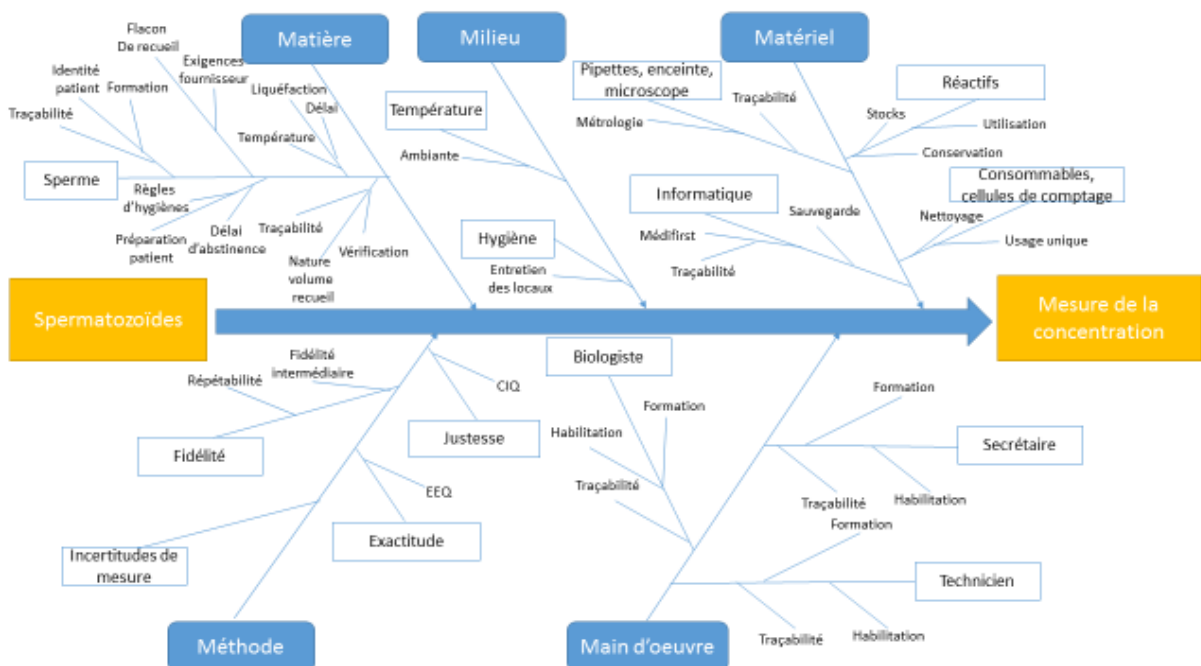 Matière
Milieu
Matériel
Flacon
De recueil
Identité
patient
Formation
Exigences
fournisseur
Liquéfaction
Délai
Traçabilité
Température
Sperme
Règles
d'hygiènes
Préparation
patient
Délai
d'abstinence
Traçabilité
Nature
volume
recueil
Vérification
Température
Ambiante
Hygiène
Entretien
des locaux
Pipettes, enceinte,
microscope
Traçabilité
Métrologie
Informatique
Sauvegarde
Médifirst
Traçabilité
Réactifs
Stocks
Utilisation
Conservation
Consommables,
cellules de comptage
Nettoyage
Usage unique
Spermatozoïdes
Mesure de la
concentration
Fidélité
intermédiaire
Répétabilité
Fidélité
CIQ
Justesse
EEQ
Exactitude
Incertitudes de
mesure
Méthode
Biologiste
Formation
Habilitation
Traçabilité
Formation
Secrétaire
Traçabilité
Habilitation
Formation
Technicien
Traçabilité
Habilitation
Main d'oeuvre